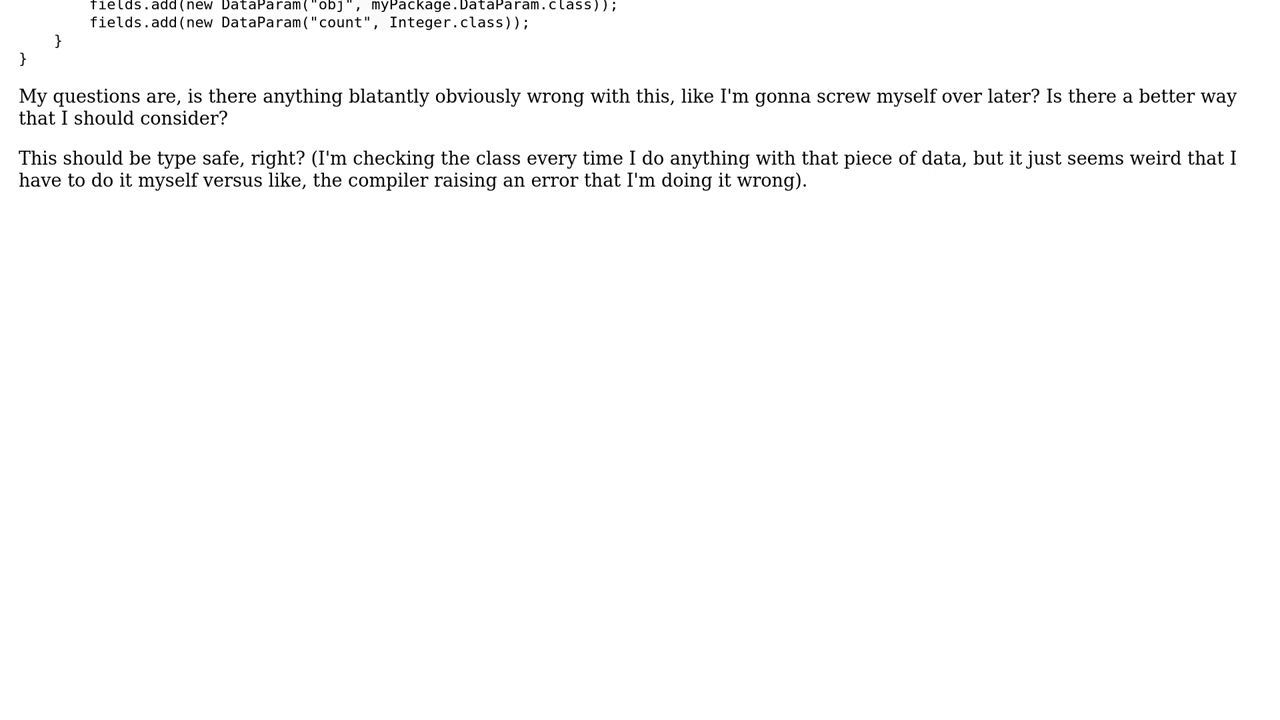 fields.add(new DataParam("obj", myPackage.DataParam.class));
fields.add(new DataParam("count", Integer.class));
}
}
My questions are, is there anything blatantly obviously wrong with this, like I'm gonna screw myself over later? Is there a better way
that I should consider?
This should be type safe, right? (I'm checking the class every time I do anything with that piece of data, but it just seems weird that I
have to do it myself versus like, the compiler raising an error that I'm doing it wrong).